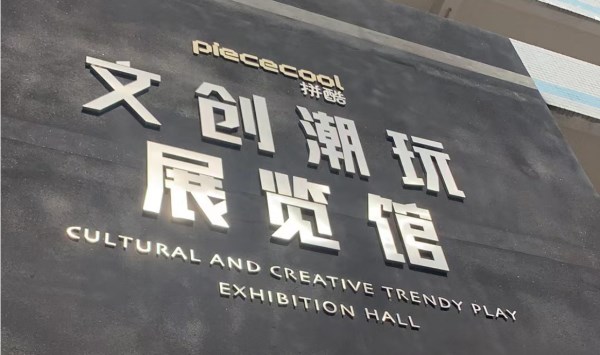 piececool
拼酷
文创潮玩
展览馆
CULTURAL AND CREATIVE TRENDY PLAY
EXHIBITION HALL